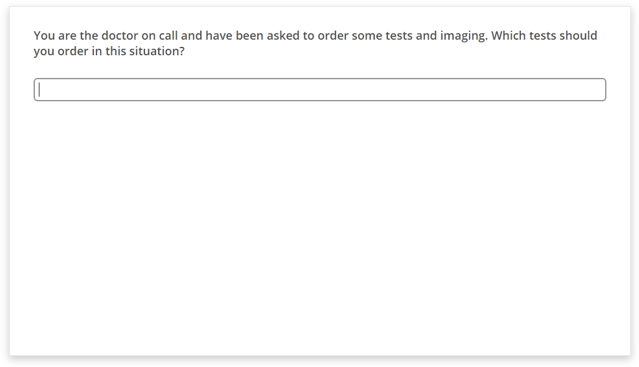 You are the doctor on call and have been asked to order some tests and imaging. Which tests should
you order in this situation?